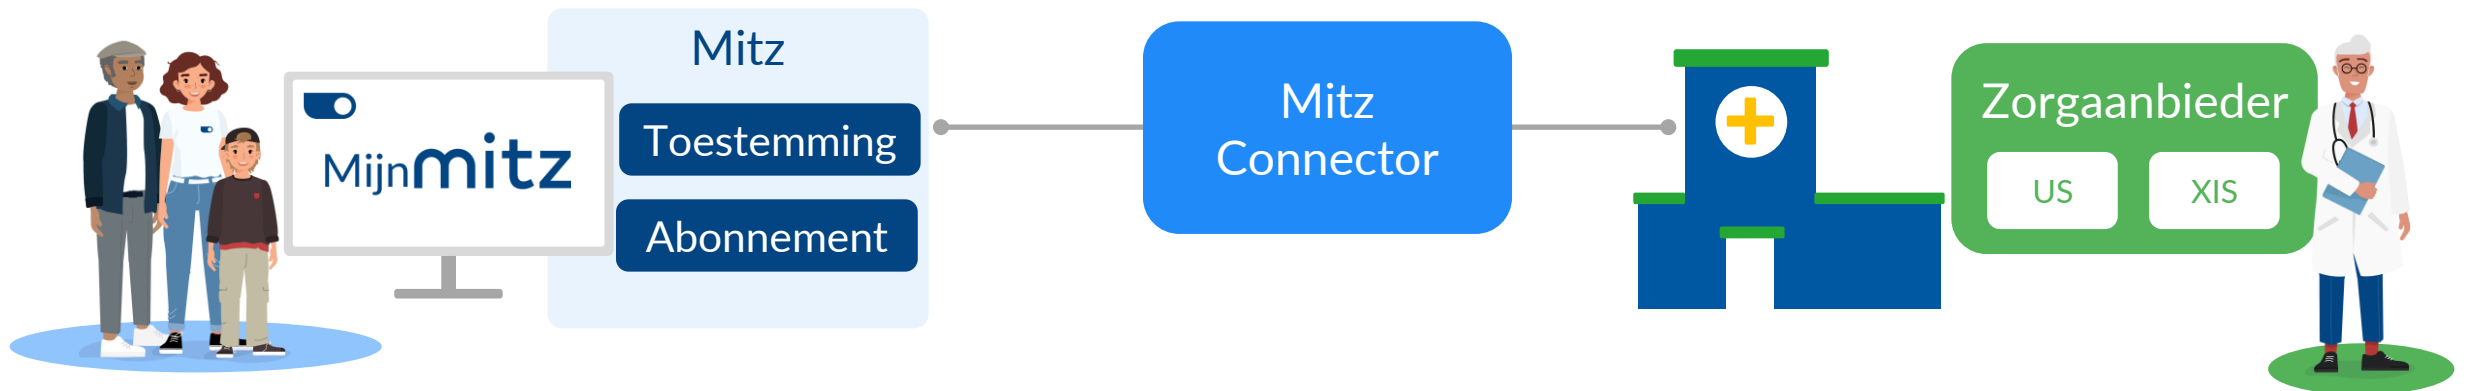 Mitz
Mijnmitz
Toestemming
Abonnement
Mitz
Connector
Zorgaanbieder
US
XIS